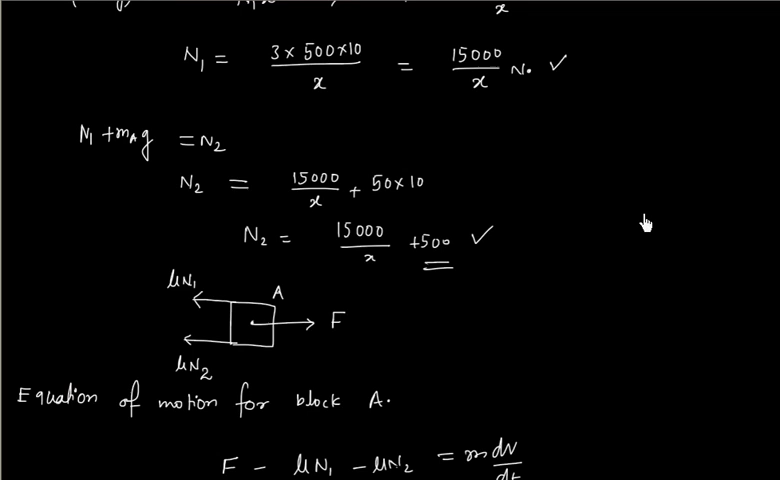 x
N₁ = 3 × 500×10 / x = 15000 / x N. ✓
N₁ + m_A g = N₂
N₂ = 15000 / x + 50×10
N₂ = 15000 / x +500 ✓
μN₁
A
F
μN₂
Equation of motion for block A.
F - μN₁ - μN₂ = m dv / dt